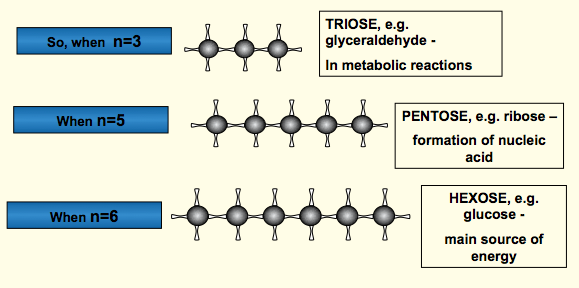 So, when n=3
TRIOSE, e.g.
glyceraldehyde -
In metabolic reactions
When n=5
PENTOSE, e.g. ribose –
formation of nucleic
acid
When n=6
HEXOSE, e.g.
glucose -
main source of
energy